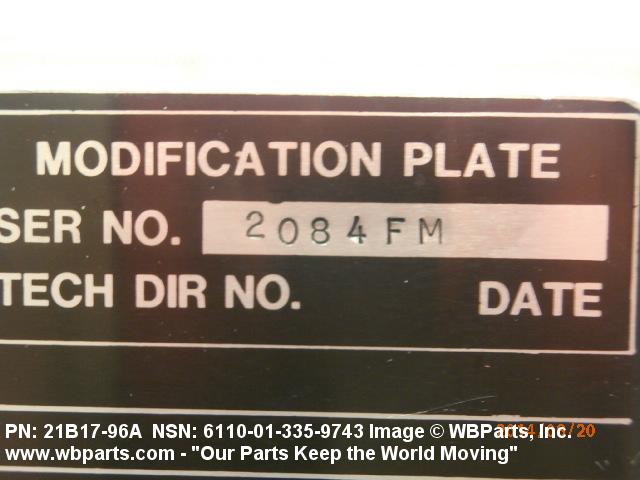 MODIFICATION PLATE
SER NO. 2084FM
TECH DIR NO. DATE
PN: 21B17-96A NSN: 6110-01-335-9743 Image © WBParts, Inc.
www.wbparts.com - "Our Parts Keep the World Moving"